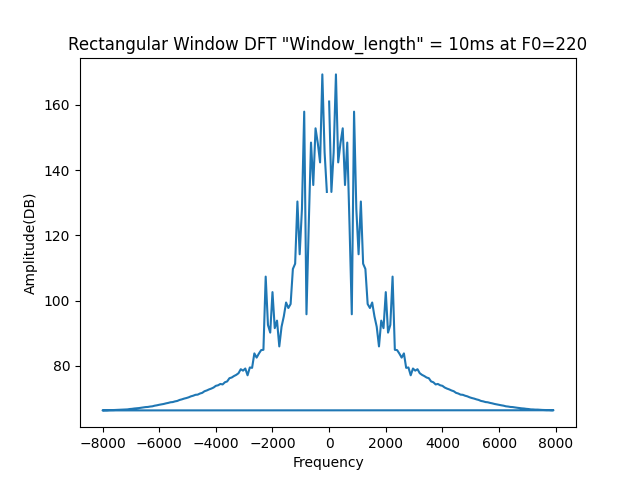 Rectangular Window DFT "Window_length" = 10ms at F0=220
Amplitude(DB)
160
140
120
100
80
−8000 −6000 −4000 −2000 0 2000 4000 6000 8000
Frequency